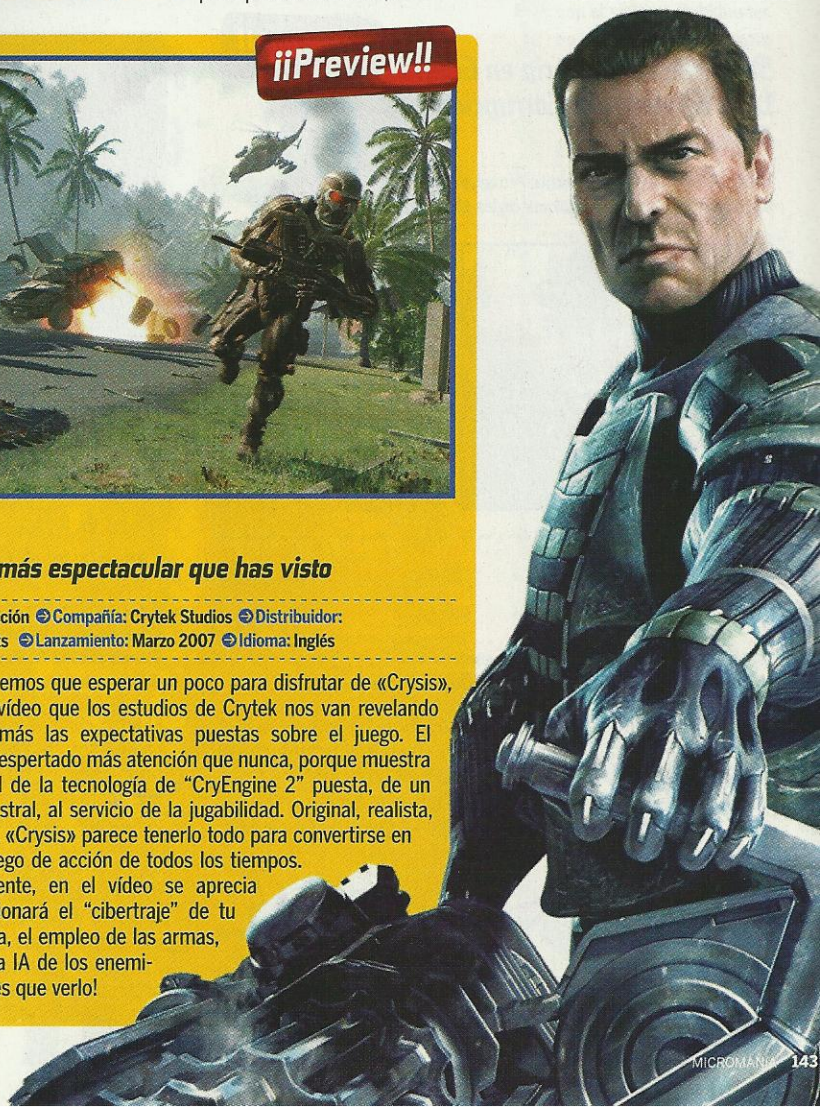 ¡¡Preview!!
más espectacular que has visto
ción Compañía: Crytek Studios Distribuidor:
ts Lanzamiento: Marzo 2007 Idioma: Inglés
emos que esperar un poco para disfrutar de «Crysis»,
vídeo que los estudios de Crytek nos van revelando
más las expectativas puestas sobre el juego. El
espertado más atención que nunca, porque muestra
l de la tecnología de “CryEngine 2” puesta, de un
stral, al servicio de la jugabilidad. Original, realista,
«Crysis» parece tenerlo todo para convertirse en
ego de acción de todos los tiempos.
ente, en el vídeo se aprecia
onará el “cibertraje” de tu
a, el empleo de las armas,
a IA de los enemi-
es que verlo!
MICROMANÍA 143